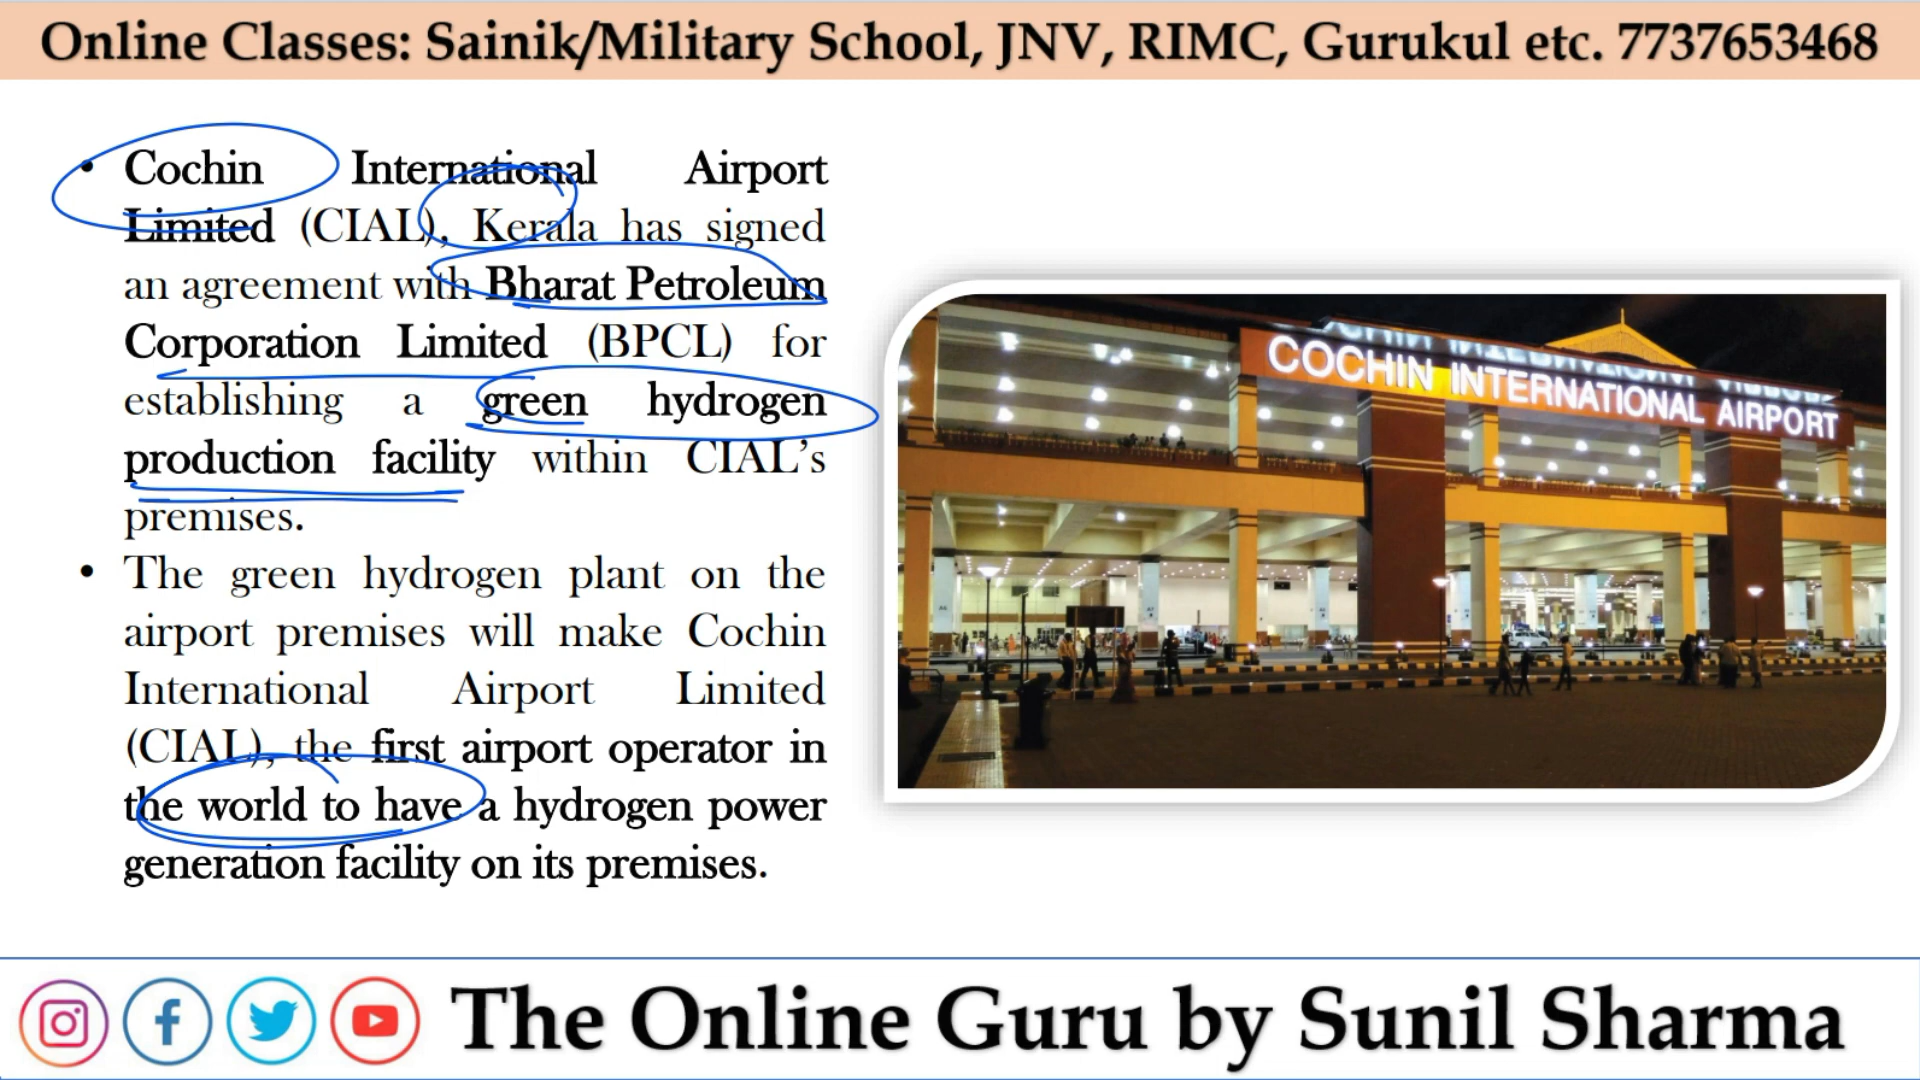 Online Classes: Sainik/Military School, JNV, RIMC, Gurukul etc. 7737653468
• Cochin International Airport
Limited (CIAL), Kerala has signed
an agreement with Bharat Petroleum
Corporation Limited (BPCL) for
establishing a green hydrogen
production facility within CIAL’s
premises.
• The green hydrogen plant on the
airport premises will make Cochin
International Airport Limited
(CIAL), the first airport operator in
the world to have a hydrogen power
generation facility on its premises.
COCHIN INTERNATIONAL AIRPORT
The Online Guru by Sunil Sharma